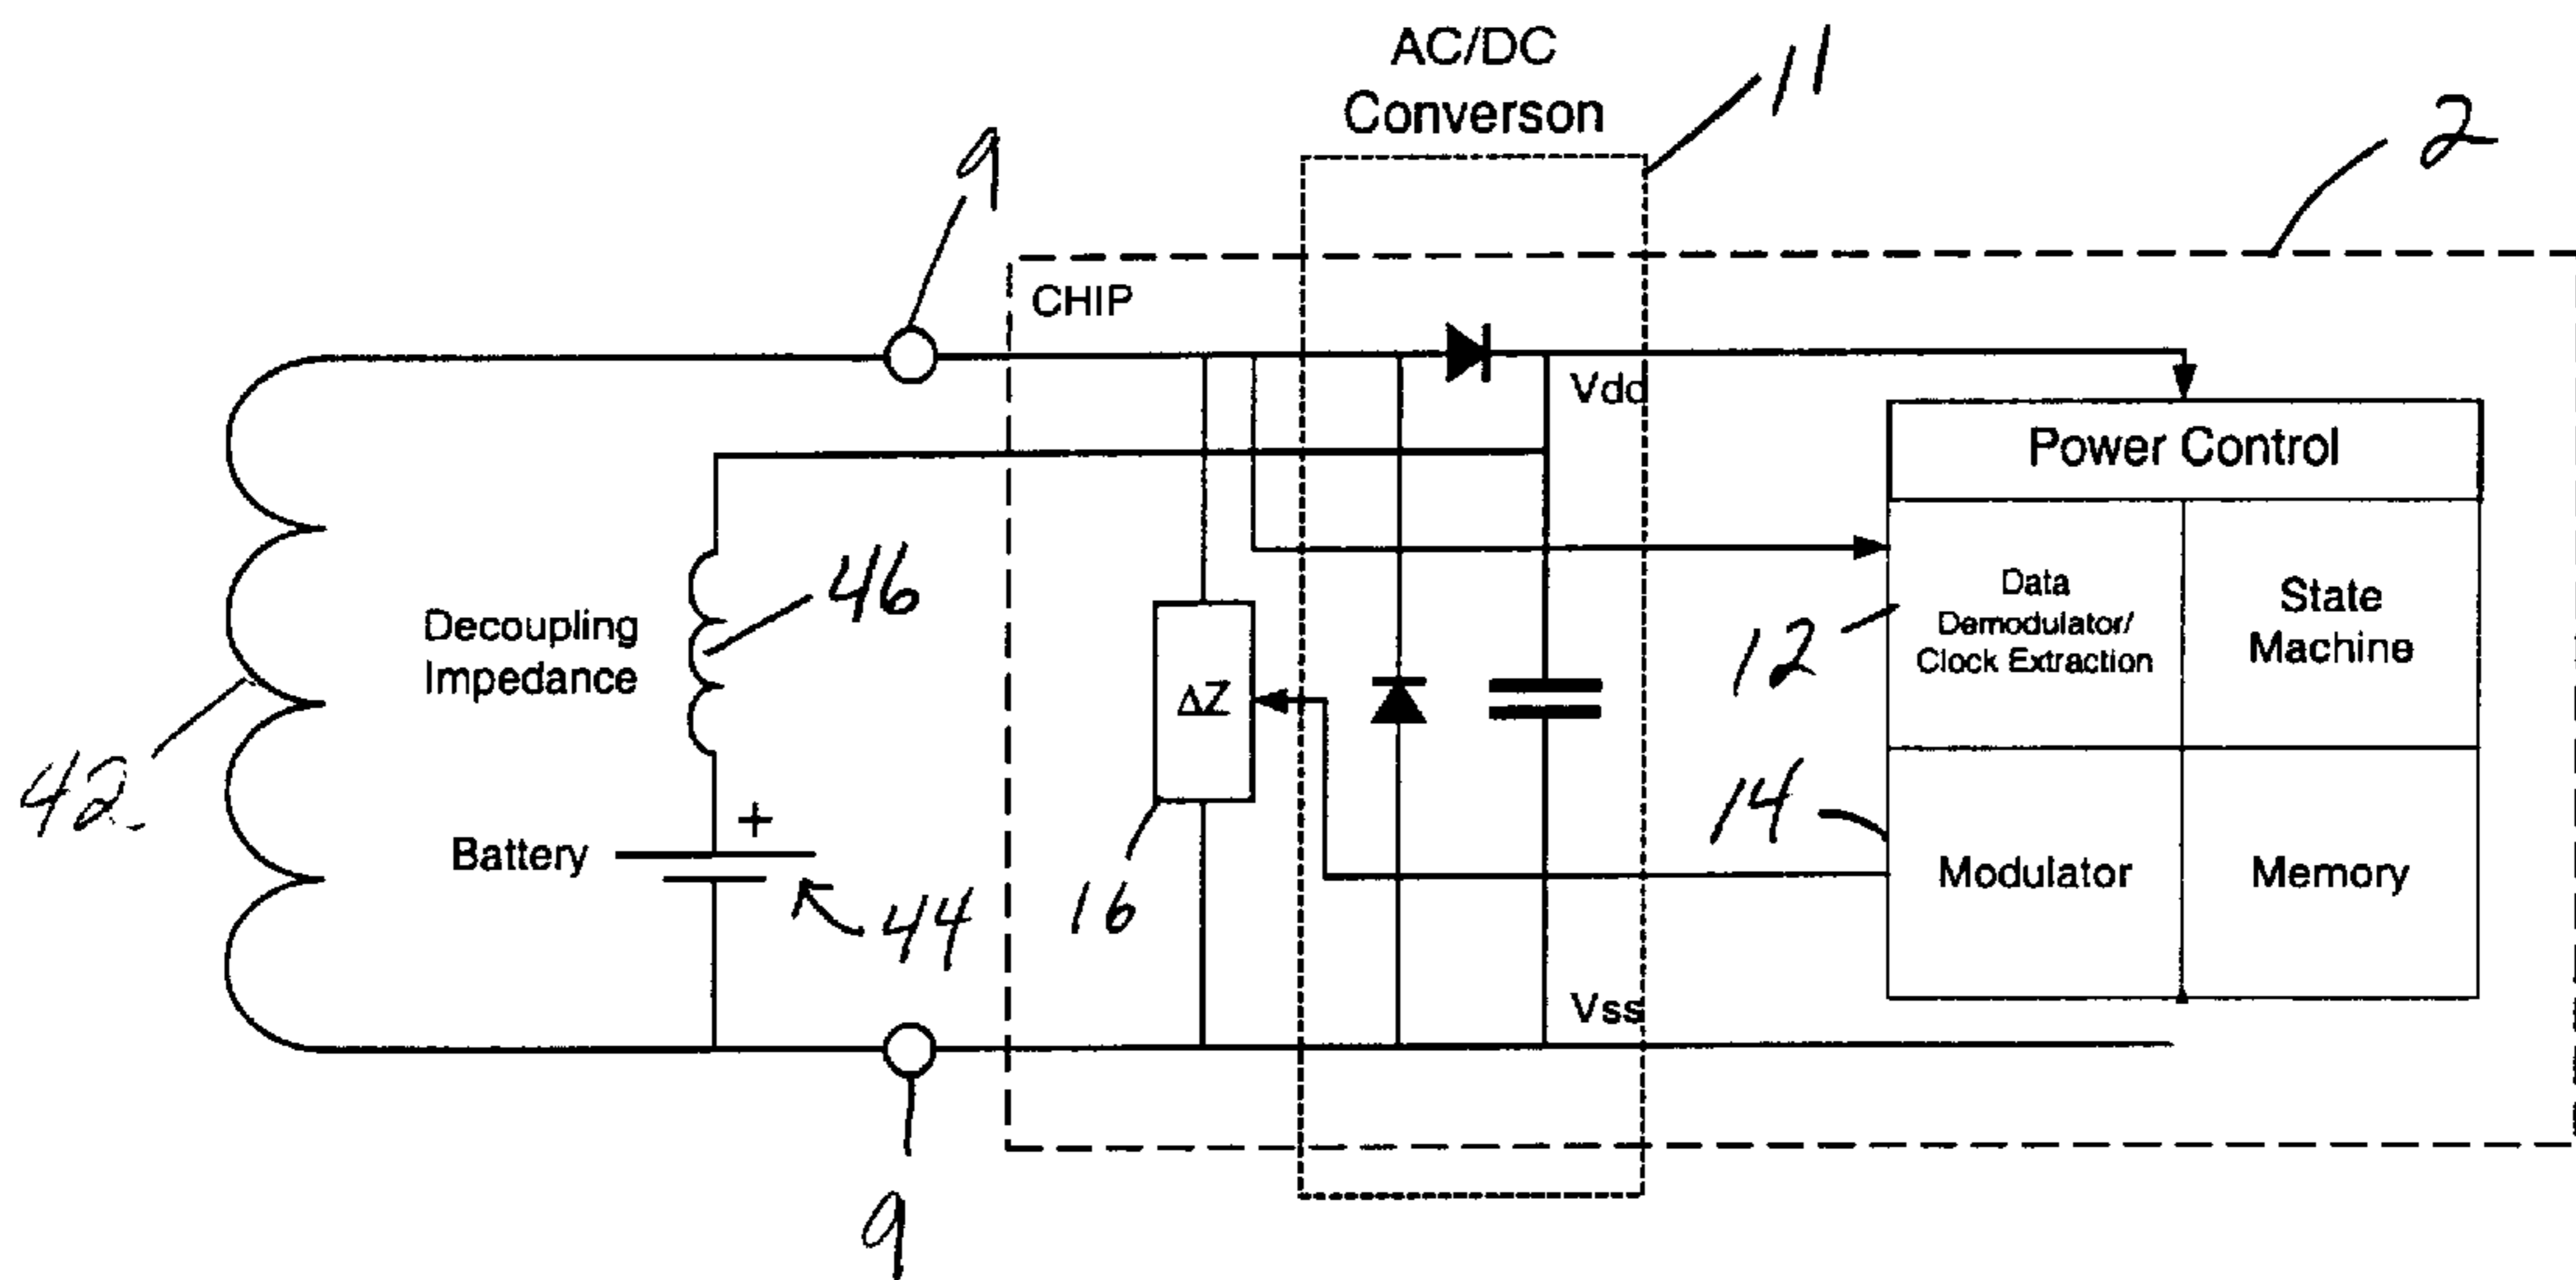 AC/DC
Converson
11
2
9
CHIP
Vdd
Power Control
Decoupling
Impedance
46
42
ΔZ
12
Data
Demodulator/
Clock Extraction
State
Machine
Battery
+
44
16
14
Modulator
Memory
Vss
9